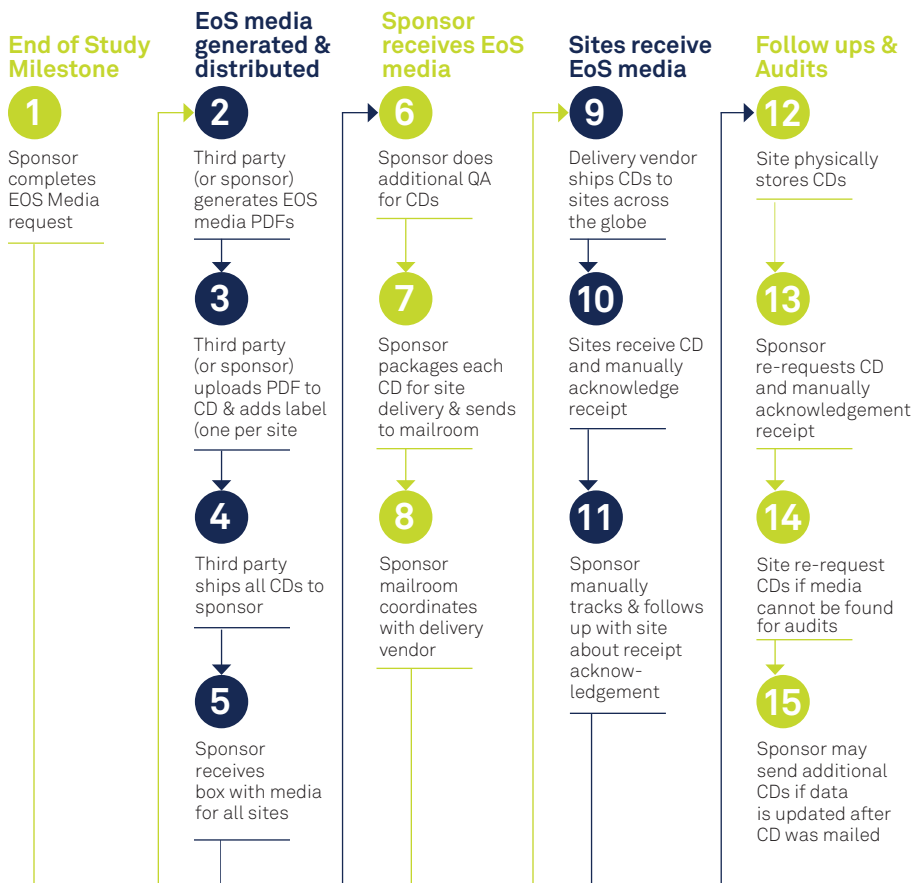 End of Study
Milestone
1
Sponsor
completes
EOS Media
request
EoS media
generated &
distributed
2
Third party
(or sponsor)
generates EOS
media PDFs
3
Third party
(or sponsor)
uploads PDF to
CD & adds label
(one per site
4
Third party
ships all CDs to
sponsor
5
Sponsor
receives
box with media
for all sites
Sponsor
receives EoS
media
6
Sponsor does
additional QA
for CDs
7
Sponsor
packages each
CD for site
delivery & sends
to mailroom
8
Sponsor
mailroom
coordinates
with delivery
vendor
Sites receive
EoS media
9
Delivery vendor
ships CDs to
sites across
the globe
10
Sites receive CD
and manually
acknowledge
receipt
11
Sponsor
manually
tracks & follows
up with site
about receipt
acknow-
ledgement
Follow ups &
Audits
12
Site physically
stores CDs
13
Sponsor
re-requests CD
and manually
acknowledgement
receipt
14
Site re-request
CDs if media
cannot be found
for audits
15
Sponsor may
send additional
CDs if data
is updated after
CD was mailed